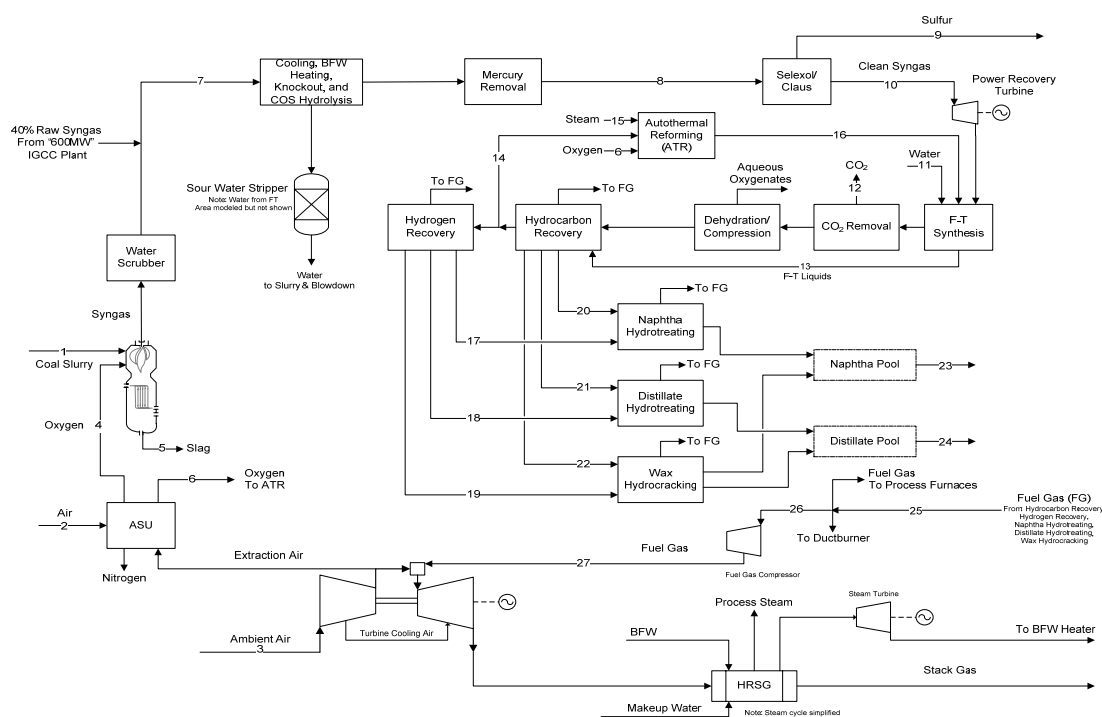 Sulfur
9
7
Cooling, BFW
Heating,
Knockout, and
COS Hydrolysis
Mercury
Removal
8
Selexol/
Claus
Clean Syngas
10
Power Recovery
Turbine
40% Raw Syngas
From "600MW"
IGCC Plant
Steam
15
Oxygen
6
Autothermal
Reforming
(ATR)
16
14
Water
11
CO2
12
Sour Water Stripper
Note: Water from FT
Area modeled but not shown
To FG
To FG
Aqueous
Oxygenates
Hydrogen
Recovery
Hydrocarbon
Recovery
Dehydration/
Compression
CO2 Removal
F-T
Synthesis
Water
Scrubber
13
F-T Liquids
Water
to Slurry & Blowdown
To FG
Syngas
20
Naphtha
Hydrotreating
17
1
Coal Slurry
To FG
Naphtha Pool
23
21
Distillate
Hydrotreating
18
Oxygen
4
5
Slag
To FG
Distillate Pool
24
22
Wax
Hydrocracking
19
6
Oxygen
To ATR
Fuel Gas
To Process Furnaces
Air
2
ASU
26
25
Fuel Gas (FG)
From: Hydrocarbon Recovery
Hydrogen Recovery,
Naphtha Hydrotreating,
Distillate Hydrotreating,
Wax Hydrocracking
To Ductburner
Nitrogen
Extraction Air
Fuel Gas
27
Fuel Gas Compressor
Turbine Cooling Air
Ambient Air
3
Process Steam
Steam Turbine
BFW
To BFW Heater
HRSG
Stack Gas
Makeup Water
Note: Steam cycle simplified